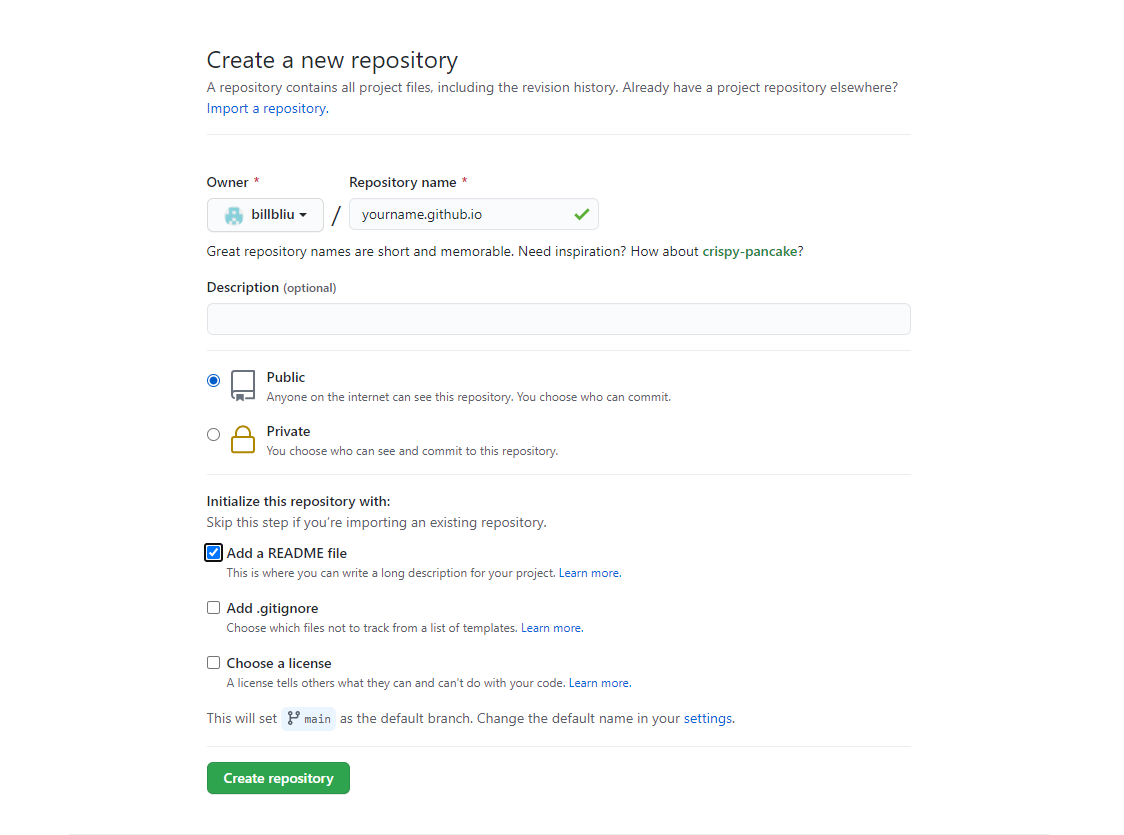 Create a new repository
A repository contains all project files, including the revision history. Already have a project repository elsewhere?
Import a repository.
Owner * Repository name *
billbliu / yourname.github.io
Great repository names are short and memorable. Need inspiration? How about crispy-pancake?
Description (optional)
Public
Anyone on the internet can see this repository. You choose who can commit.
Private
You choose who can see and commit to this repository.
Initialize this repository with:
Skip this step if you're importing an existing repository.
Add a README file
This is where you can write a long description for your project. Learn more.
Add .gitignore
Choose which files not to track from a list of templates. Learn more.
Choose a license
A license tells others what they can and can't do with your code. Learn more.
This will set main as the default branch. Change the default name in your settings.
Create repository